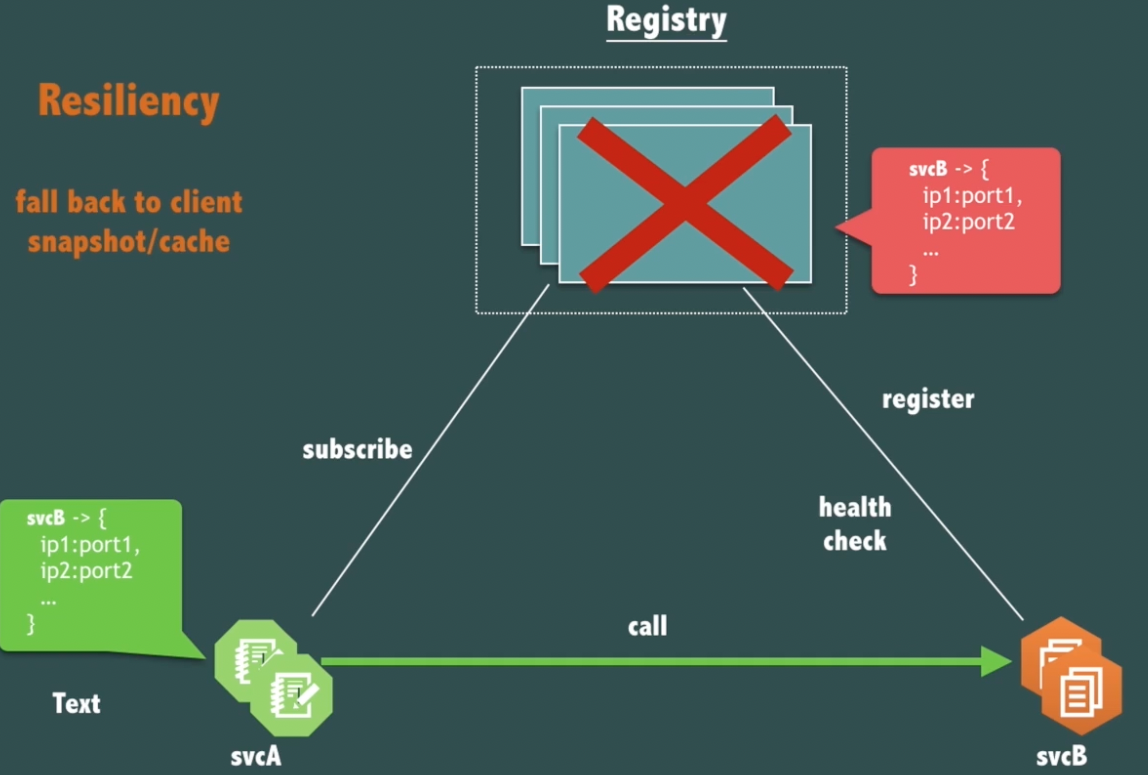 Registry
Resiliency
fall back to client
snapshot/cache
svcB -> {
ip1:port1,
ip2:port2
...
}
subscribe
register
health
check
svcB -> {
ip1:port1,
ip2:port2
...
}
call
Text
svcA
svcB